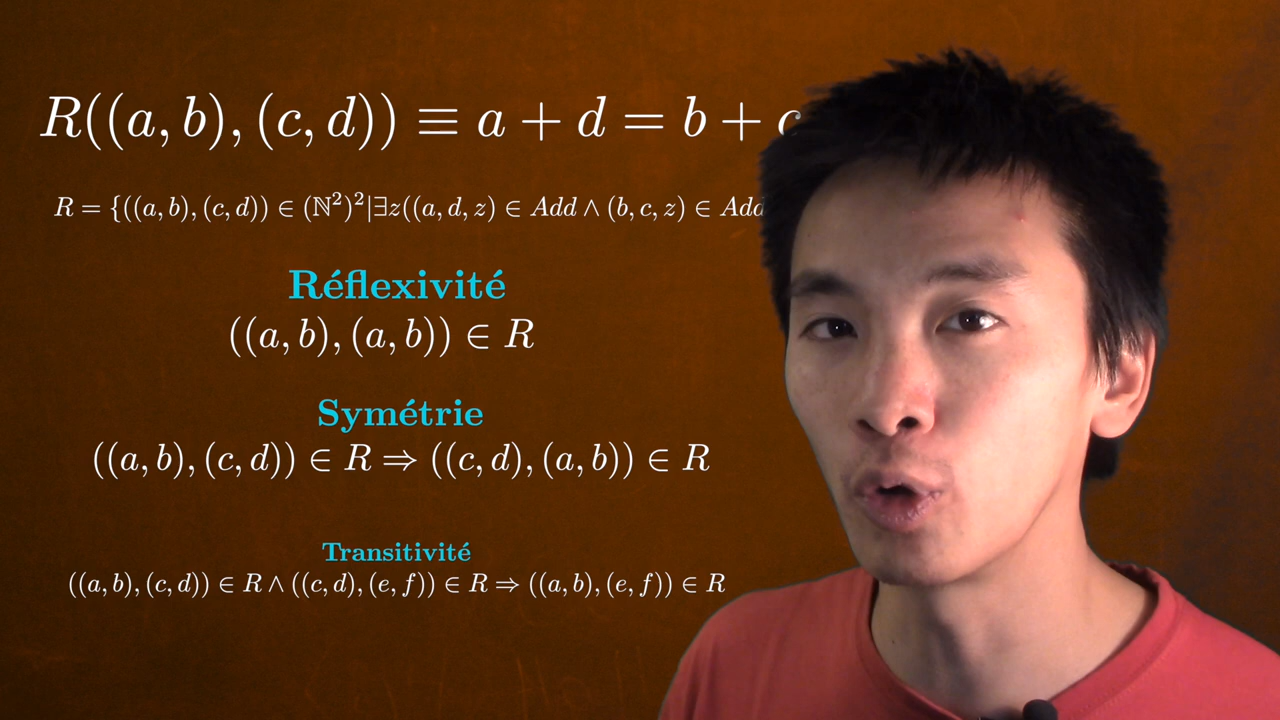 R((a, b), (c, d)) ≡ a + d = b + c
R = {((a, b), (c, d)) ∈ (ℕ²)²|∃z((a, d, z) ∈ Add ∧ (b, c, z) ∈ Add
Réflexivité
((a, b), (a, b)) ∈ R
Symétrie
((a, b), (c, d)) ∈ R ⇒ ((c, d), (a, b)) ∈ R
Transitivité
((a, b), (c, d)) ∈ R ∧ ((c, d), (e, f)) ∈ R ⇒ ((a, b), (e, f)) ∈ R